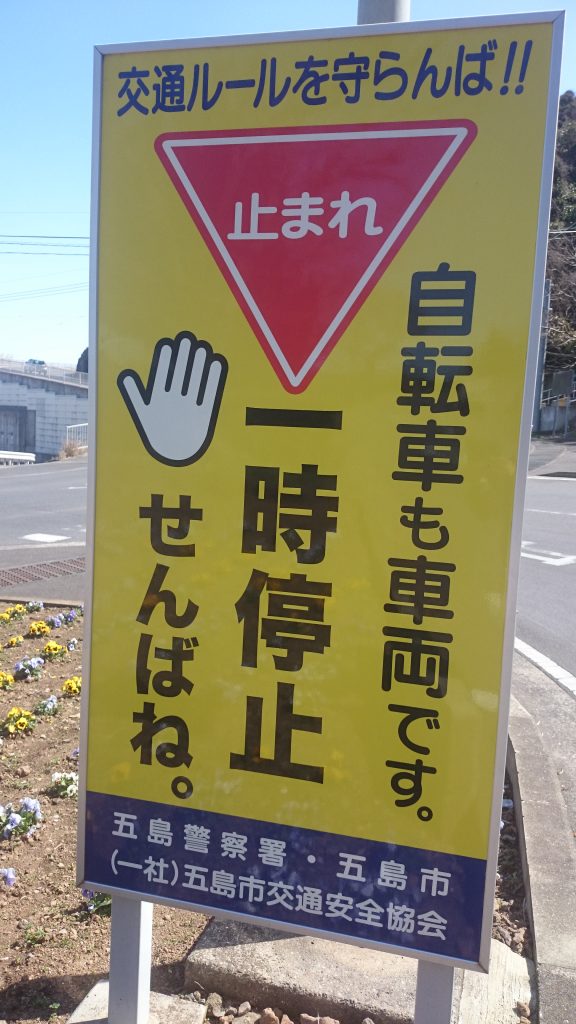 交通ルールを守らんば!!
止まれ
自転車も車両です。
一時停止
せんばね。
五島警察署・五島市
(一社)五島市交通安全協会